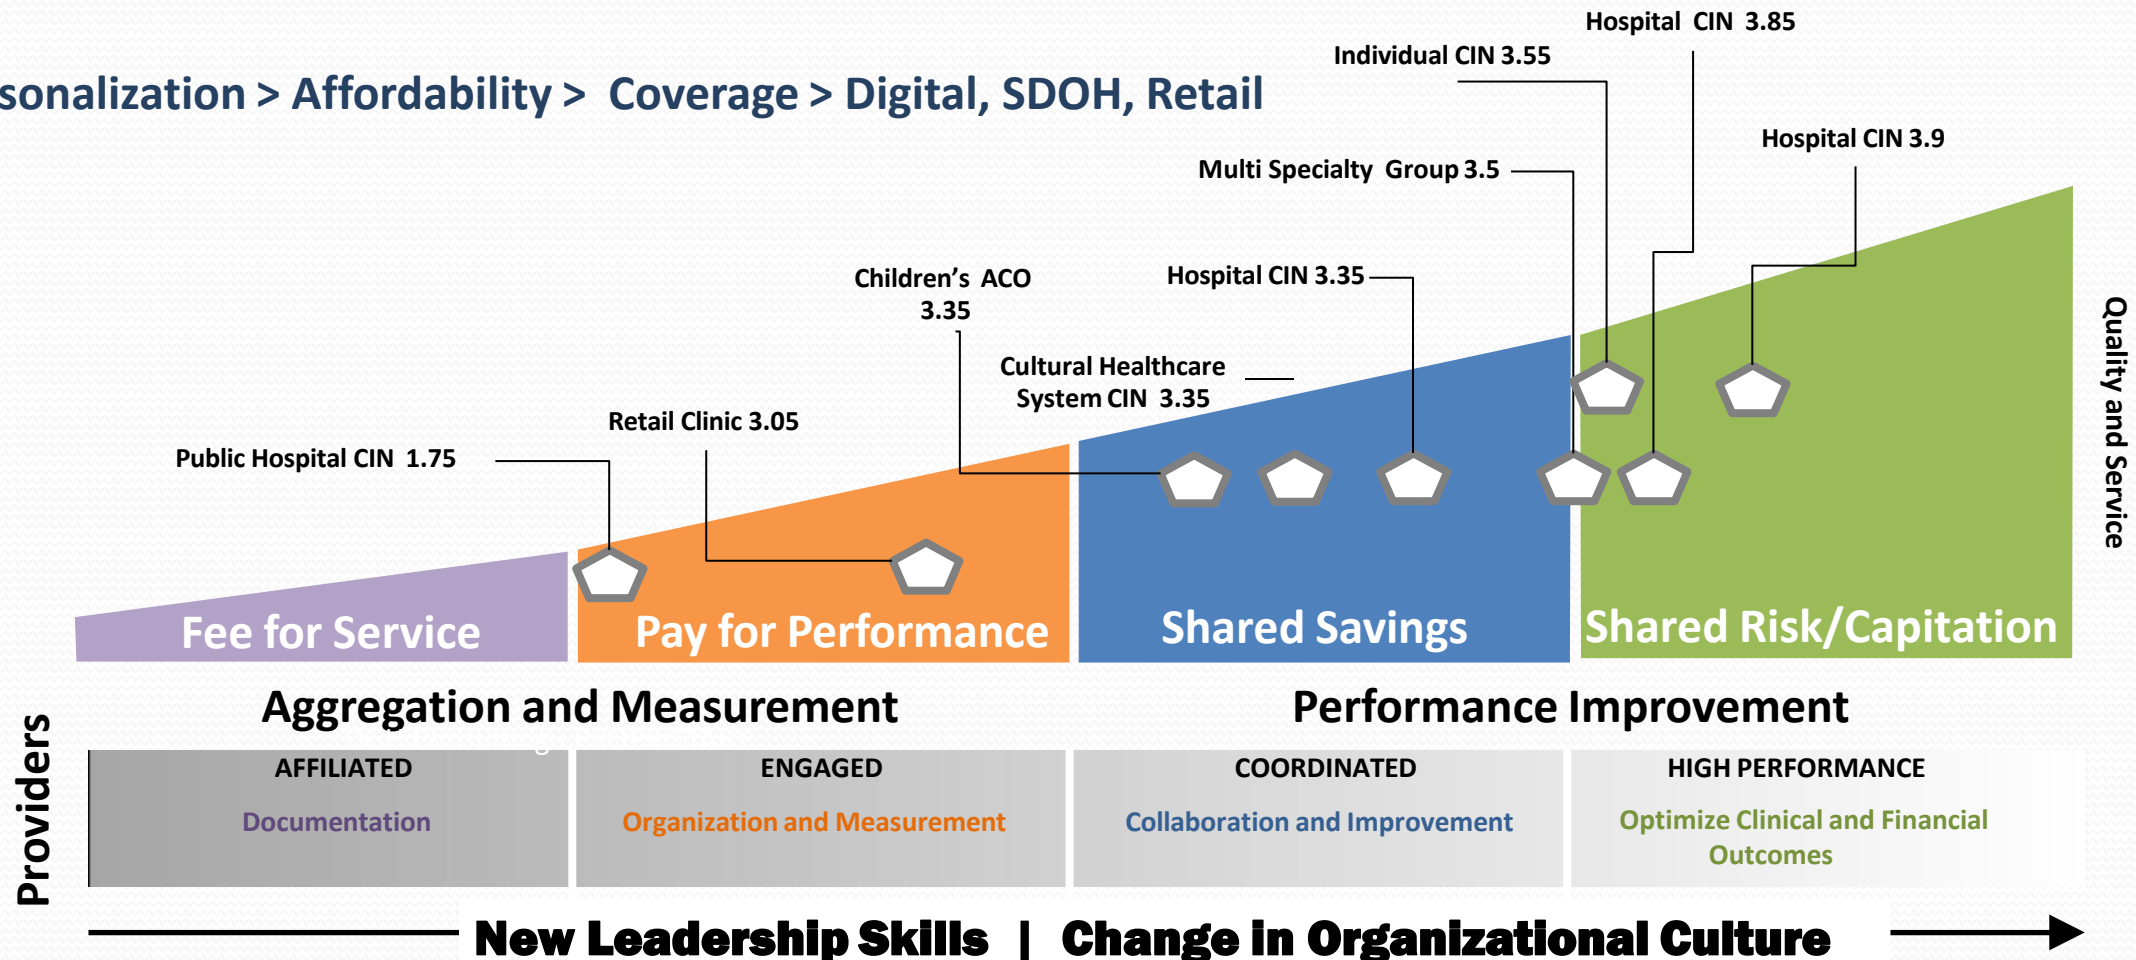 Hospital CIN 3.85
Individual CIN 3.55
sonalization > Affordability > Coverage > Digital, SDOH, Retail
Hospital CIN 3.9
Multi Specialty Group 3.5
Children's ACO
3.35
Hospital CIN 3.35
Cultural Healthcare
System CIN 3.35
Retail Clinic 3.05
Public Hospital CIN 1.75
Quality and Service
Fee for Service
Pay for Performance
Shared Savings
Shared Risk/Capitation
Aggregation and Measurement
Performance Improvement
Providers
AFFILIATED
Documentation
ENGAGED
Organization and Measurement
COORDINATED
Collaboration and Improvement
HIGH PERFORMANCE
Optimize Clinical and Financial
Outcomes
New Leadership Skills | Change in Organizational Culture